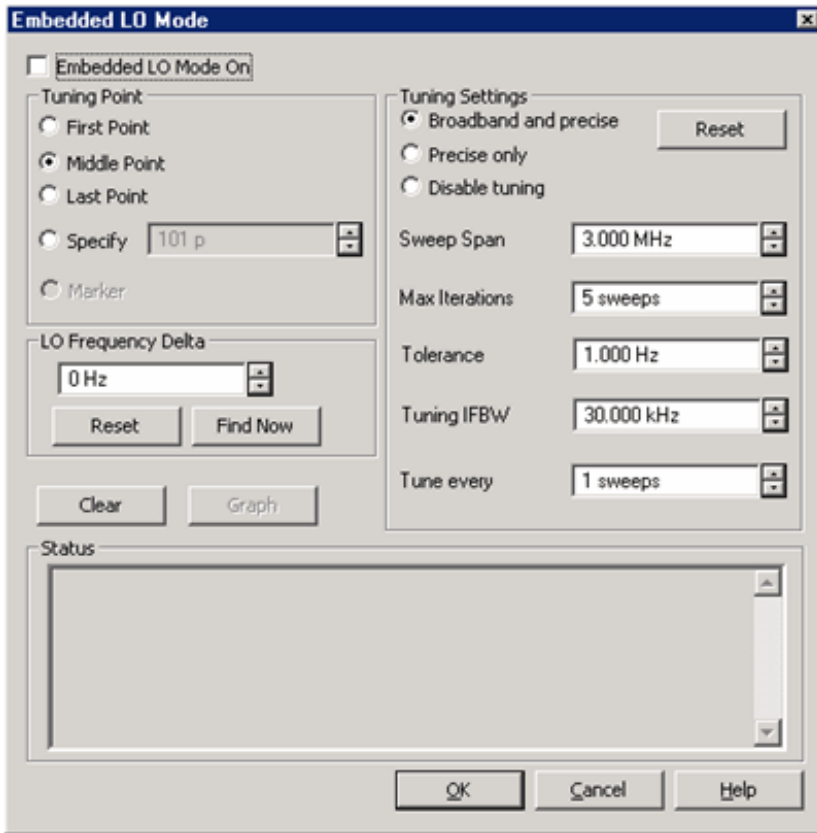 Embedded LO Mode
Embedded LO Mode On
Tuning Point
First Point
Middle Point
Last Point
Specify 101 p
Marker
LO Frequency Delta
0 Hz
Reset Find Now
Clear Graph
Tuning Settings
Broadband and precise Reset
Precise only
Disable tuning
Sweep Span 3.000 MHz
Max Iterations 5 sweeps
Tolerance 1.000 Hz
Tuning IFBW 30.000 kHz
Tune every 1 sweeps
Status
OK Cancel Help